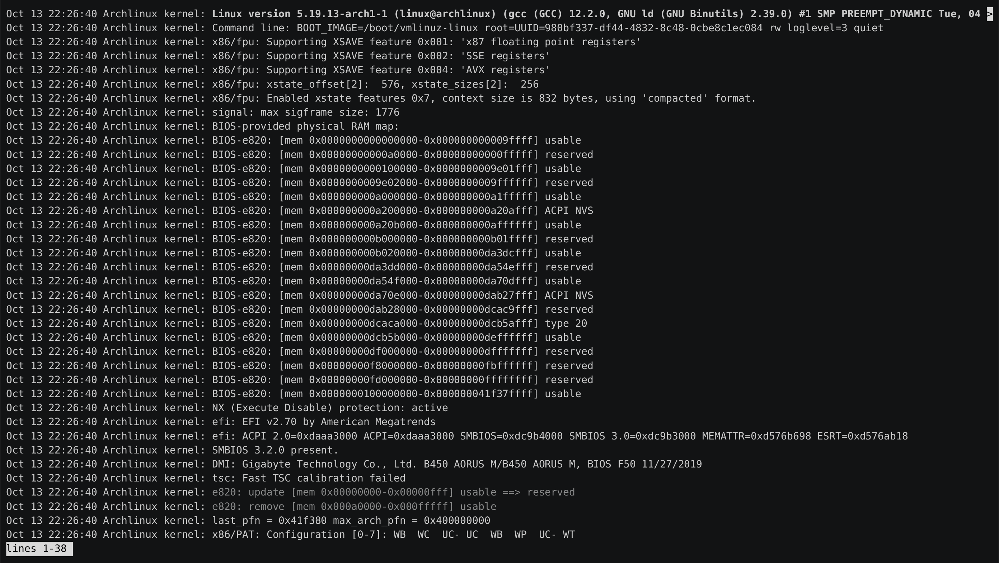 Oct 13 22:26:40 Archlinux kernel: Linux version 5.19.13-arch1-1 (linux@archlinux) (gcc (GCC) 12.2.0, GNU ld (GNU Binutils) 2.39.0) #1 SMP PREEMPT_DYNAMIC Tue, 04 >
Oct 13 22:26:40 Archlinux kernel: Command line: BOOT_IMAGE=/boot/vmlinuz-linux root=UUID=980bf337-df44-4832-8c48-0cbe8c1ec084 rw loglevel=3 quiet
Oct 13 22:26:40 Archlinux kernel: x86/fpu: Supporting XSAVE feature 0x001: 'x87 floating point registers'
Oct 13 22:26:40 Archlinux kernel: x86/fpu: Supporting XSAVE feature 0x002: 'SSE registers'
Oct 13 22:26:40 Archlinux kernel: x86/fpu: Supporting XSAVE feature 0x004: 'AVX registers'
Oct 13 22:26:40 Archlinux kernel: x86/fpu: xstate_offset[2]:  576, xstate_sizes[2]:  256
Oct 13 22:26:40 Archlinux kernel: x86/fpu: Enabled xstate features 0x7, context size is 832 bytes, using 'compacted' format.
Oct 13 22:26:40 Archlinux kernel: signal: max sigframe size: 1776
Oct 13 22:26:40 Archlinux kernel: BIOS-provided physical RAM map:
Oct 13 22:26:40 Archlinux kernel: BIOS-e820: [mem 0x0000000000000000-0x000000000009ffff] usable
Oct 13 22:26:40 Archlinux kernel: BIOS-e820: [mem 0x00000000000a0000-0x00000000000fffff] reserved
Oct 13 22:26:40 Archlinux kernel: BIOS-e820: [mem 0x0000000000100000-0x0000000009e01fff] usable
Oct 13 22:26:40 Archlinux kernel: BIOS-e820: [mem 0x0000000009e02000-0x0000000009ffffff] reserved
Oct 13 22:26:40 Archlinux kernel: BIOS-e820: [mem 0x000000000a000000-0x000000000a1fffff] usable
Oct 13 22:26:40 Archlinux kernel: BIOS-e820: [mem 0x000000000a200000-0x000000000a20afff] ACPI NVS
Oct 13 22:26:40 Archlinux kernel: BIOS-e820: [mem 0x000000000a20b000-0x000000000affffff] usable
Oct 13 22:26:40 Archlinux kernel: BIOS-e820: [mem 0x000000000b000000-0x000000000b01ffff] reserved
Oct 13 22:26:40 Archlinux kernel: BIOS-e820: [mem 0x000000000b020000-0x00000000da3dcfff] usable
Oct 13 22:26:40 Archlinux kernel: BIOS-e820: [mem 0x00000000da3dd000-0x00000000da54efff] reserved
Oct 13 22:26:40 Archlinux kernel: BIOS-e820: [mem 0x00000000da54f000-0x00000000da70dfff] usable
Oct 13 22:26:40 Archlinux kernel: BIOS-e820: [mem 0x00000000da70e000-0x00000000dab27fff] ACPI NVS
Oct 13 22:26:40 Archlinux kernel: BIOS-e820: [mem 0x00000000dab28000-0x00000000dcac9fff] reserved
Oct 13 22:26:40 Archlinux kernel: BIOS-e820: [mem 0x00000000dcaca000-0x00000000dcb5afff] type 20
Oct 13 22:26:40 Archlinux kernel: BIOS-e820: [mem 0x00000000dcb5b000-0x00000000deffffff] usable
Oct 13 22:26:40 Archlinux kernel: BIOS-e820: [mem 0x00000000df000000-0x00000000dfffffff] reserved
Oct 13 22:26:40 Archlinux kernel: BIOS-e820: [mem 0x00000000f8000000-0x00000000fbffffff] reserved
Oct 13 22:26:40 Archlinux kernel: BIOS-e820: [mem 0x00000000fd000000-0x00000000ffffffff] reserved
Oct 13 22:26:40 Archlinux kernel: BIOS-e820: [mem 0x0000000100000000-0x000000041f37ffff] usable
Oct 13 22:26:40 Archlinux kernel: NX (Execute Disable) protection: active
Oct 13 22:26:40 Archlinux kernel: efi: EFI v2.70 by American Megatrends
Oct 13 22:26:40 Archlinux kernel: efi: ACPI 2.0=0xdaaa3000 ACPI=0xdaaa3000 SMBIOS=0xdc9b4000 SMBIOS 3.0=0xdc9b3000 MEMATTR=0xd576b698 ESRT=0xd576ab18
Oct 13 22:26:40 Archlinux kernel: SMBIOS 3.2.0 present.
Oct 13 22:26:40 Archlinux kernel: DMI: Gigabyte Technology Co., Ltd. B450 AORUS M/B450 AORUS M, BIOS F50 11/27/2019
Oct 13 22:26:40 Archlinux kernel: tsc: Fast TSC calibration failed
Oct 13 22:26:40 Archlinux kernel: e820: update [mem 0x00000000-0x00000fff] usable ==> reserved
Oct 13 22:26:40 Archlinux kernel: e820: remove [mem 0x000a0000-0x000fffff] usable
Oct 13 22:26:40 Archlinux kernel: last_pfn = 0x41f380 max_arch_pfn = 0x400000000
Oct 13 22:26:40 Archlinux kernel: x86/PAT: Configuration [0-7]: WB  WC  UC- UC  WB  WP  UC- WT
lines 1-38